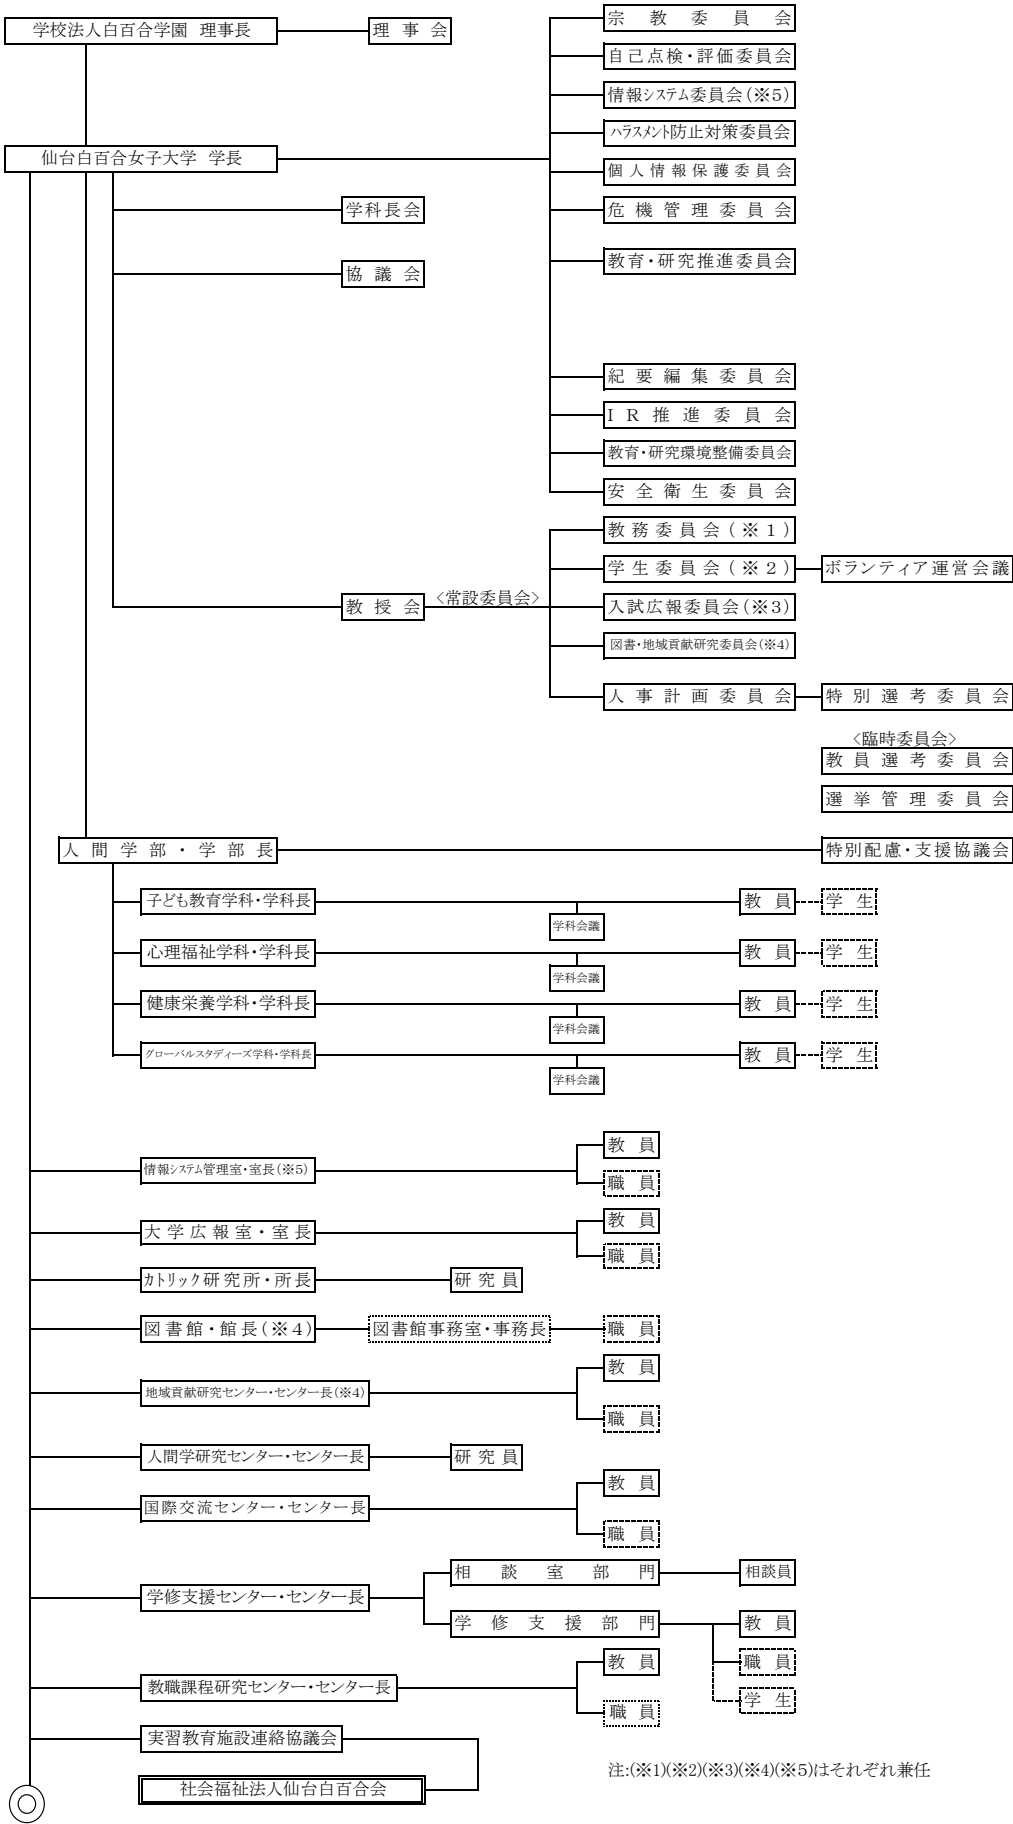 学校法人白百合学園 理事長
理事会
宗教委員会
自己点検・評価委員会
情報システム委員会(※5)
ハラスメント防止対策委員会
仙台白百合女子大学 学長
個人情報保護委員会
学科長会
危機管理委員会
協議会
教育・研究推進委員会
紀要編集委員会
IR推進委員会
教育・研究環境整備委員会
安全衛生委員会
教務委員会(※1)
学生委員会(※2)
ボランティア運営会議
教授会
<常設委員会>
入試広報委員会(※3)
図書・地域貢献研究委員会(※4)
人事計画委員会
特別選考委員会
<臨時委員会>
教員選考委員会
選挙管理委員会
人間学部・学部長
特別配慮・支援協議会
子ども教育学科・学科長
教員
学生
学科会議
心理福祉学科・学科長
教員
学生
学科会議
健康栄養学科・学科長
教員
学生
学科会議
グローバルスタディーズ学科・学科長
教員
学生
学科会議
教員
情報システム管理室・室長(※5)
職員
教員
大学広報室・室長
職員
カトリック研究所・所長
研究員
図書館・館長(※4)
図書館事務室・事務長
職員
教員
地域貢献研究センター・センター長(※4)
職員
人間学研究センター・センター長
研究員
教員
国際交流センター・センター長
職員
相談室部門
相談員
学修支援センター・センター長
学修支援部門
教員
職員
学生
教員
教職課程研究センター・センター長
職員
実習教育施設連絡協議会
社会福祉法人仙台白百合会
注:(※1)(※2)(※3)(※4)(※5)はそれぞれ兼任